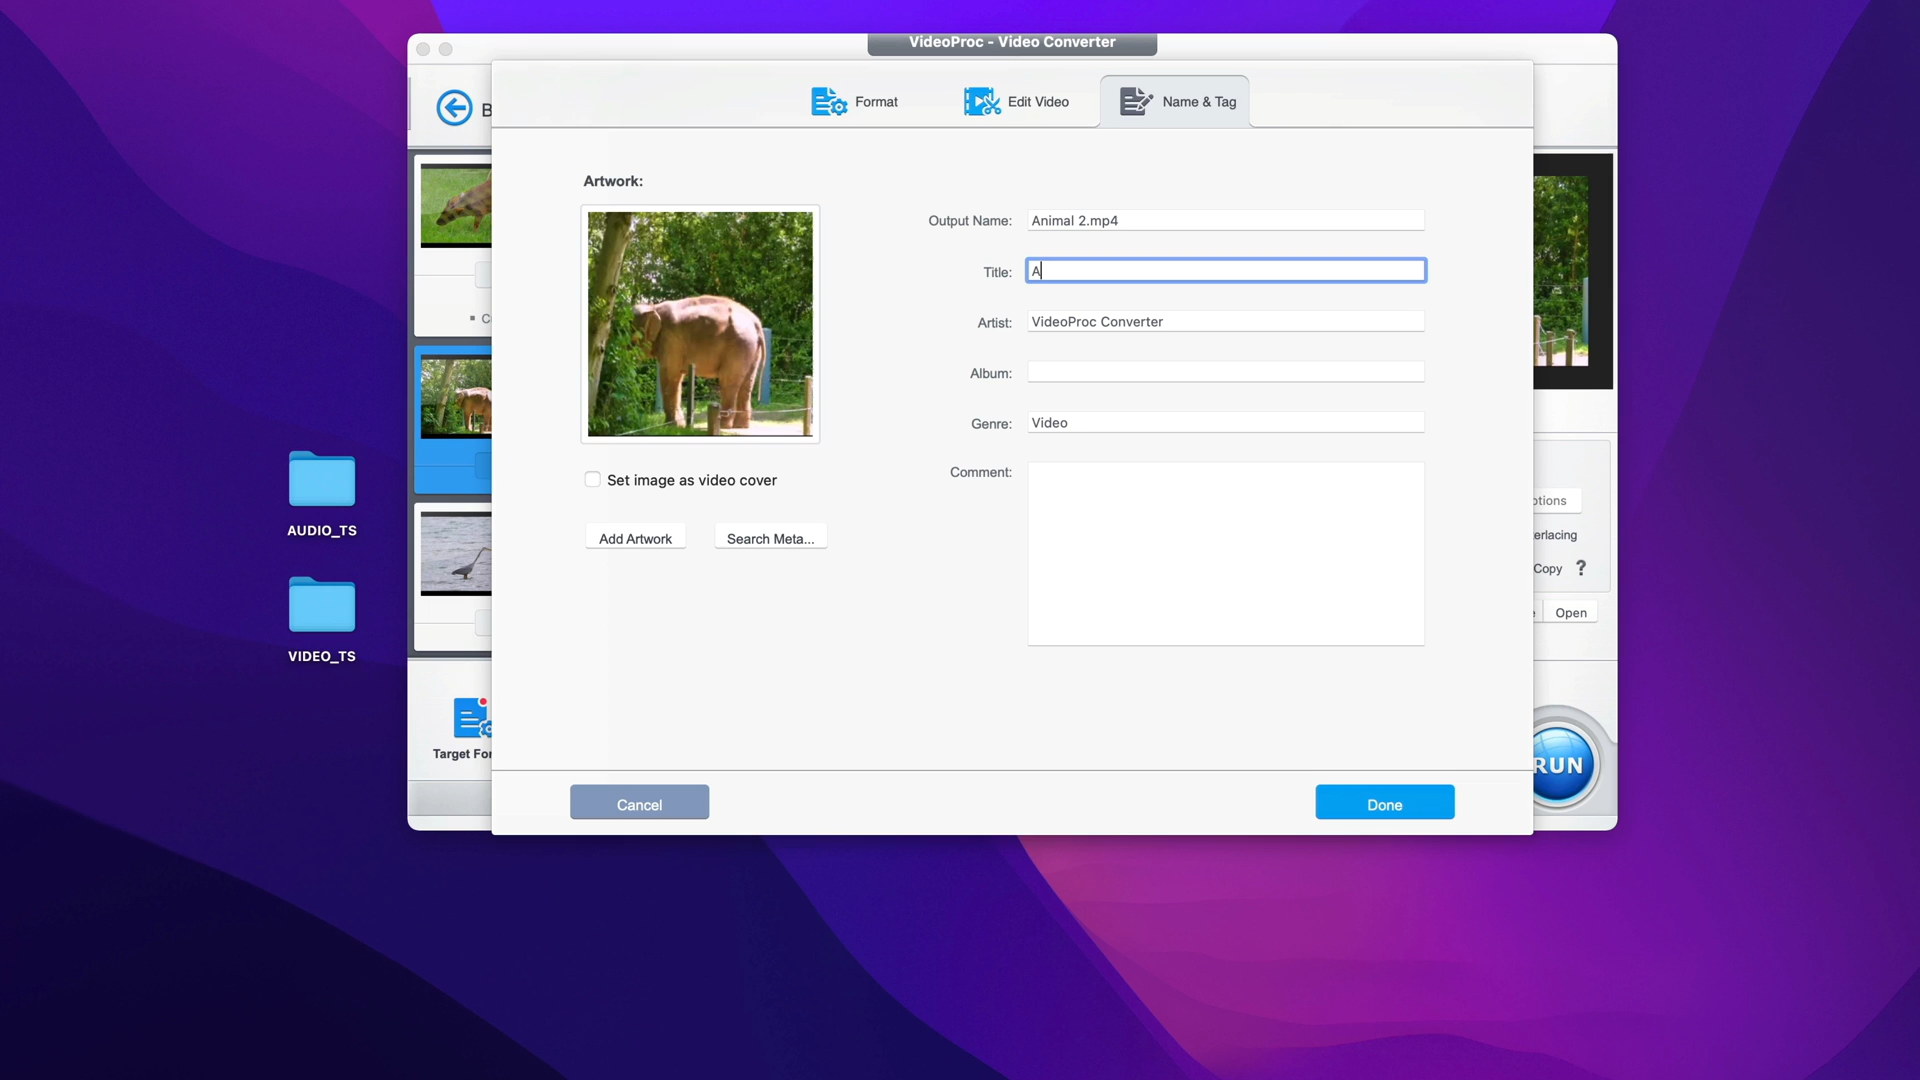 VideoProc - Video Converter
B
Format
Edit Video
Name & Tag
Artwork:
Output Name: Animal 2.mp4
Title: A
Artist: VideoProc Converter
Album:
Genre: Video
Comment:
Set image as video cover
Add Artwork
Search Meta...
Cancel
Done
C
Target For
otions
erlacing
Copy ?
Open
RUN
AUDIO_TS
VIDEO_TS